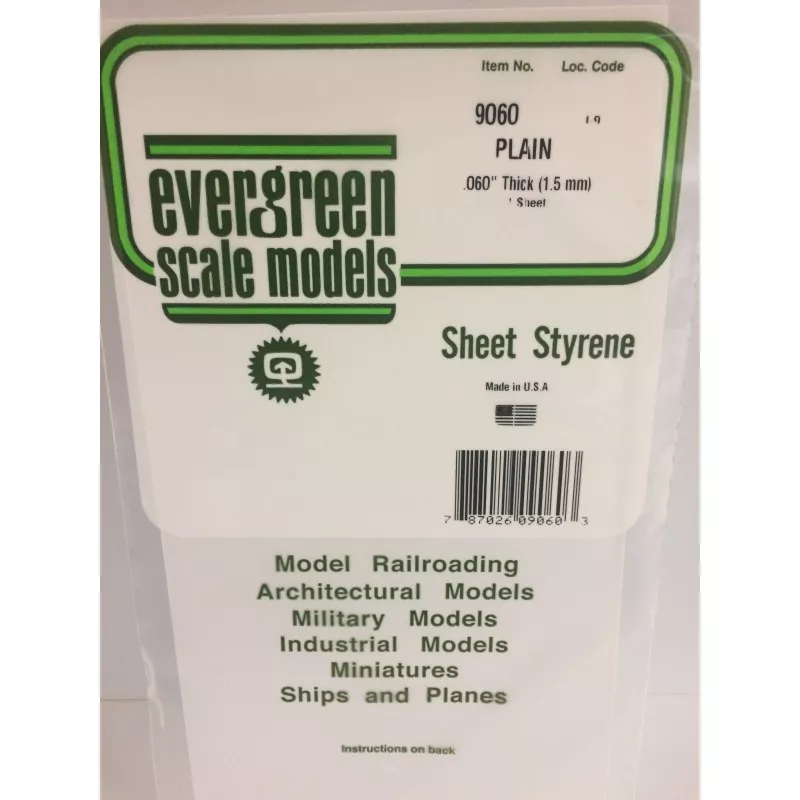 Item No. Loc. Code
9060
PLAIN
.060" Thick (1.5 mm)
1 Sheet
evergreen
scale models
Sheet Styrene
Made in U.S.A
7 87026 09060 3
Model Railroading
Architectural Models
Military Models
Industrial Models
Miniatures
Ships and Planes
Instructions on back